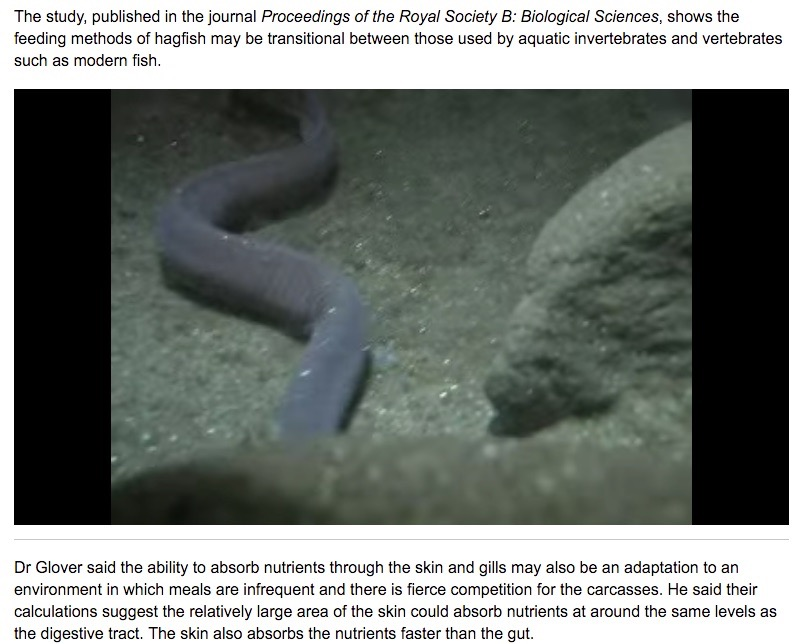 The study, published in the journal Proceedings of the Royal Society B: Biological Sciences, shows the
feeding methods of hagfish may be transitional between those used by aquatic invertebrates and vertebrates
such as modern fish.
Dr Glover said the ability to absorb nutrients through the skin and gills may also be an adaptation to an
environment in which meals are infrequent and there is fierce competition for the carcasses. He said their
calculations suggest the relatively large area of the skin could absorb nutrients at around the same levels as
the digestive tract. The skin also absorbs the nutrients faster than the gut.